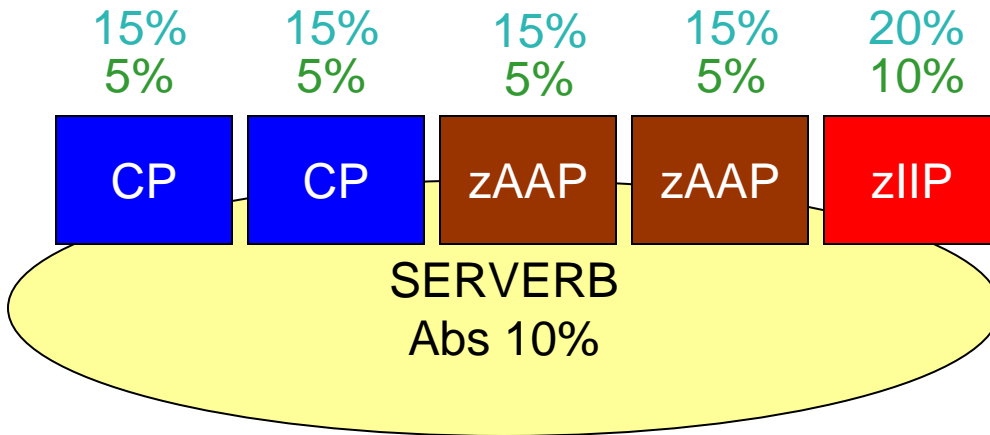 15% 15% 15% 15% 20%
5% 5% 5% 5% 10%
CP CP zAAP zAAP zIIP
SERVERB
Abs 10%